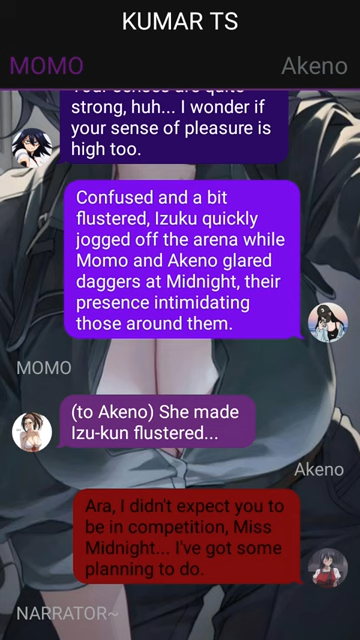 KUMAR TS
MOMO
Akeno
Your senses are quite
strong, huh... I wonder if
your sense of pleasure is
high too.
Confused and a bit
flustered, Izuku quickly
jogged off the arena while
Momo and Akeno glared
daggers at Midnight, their
presence intimidating
those around them.
MOMO
(to Akeno) She made
Izu-kun flustered...
Akeno
Ara, I didn't expect you to
be in competition, Miss
Midnight... I've got some
planning to do.
NARRATOR~